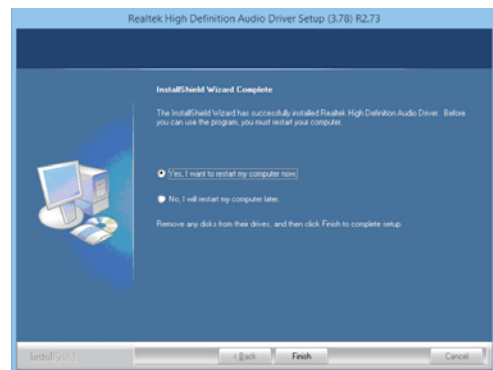 Realtek High Definition Audio Driver Setup (3.78) R2.73
InstallShield Wizard Complete
The InstallShield Wizard has successfully installed Realtek High Definition Audio Driver. Before
you can use the program, you must restart your computer.
Yes, I want to restart my computer now.
No, I will restart my computer later.
Remove any disks from their drives, and then click Finish to complete setup.
InstallShield
< Back
Finish
Cancel